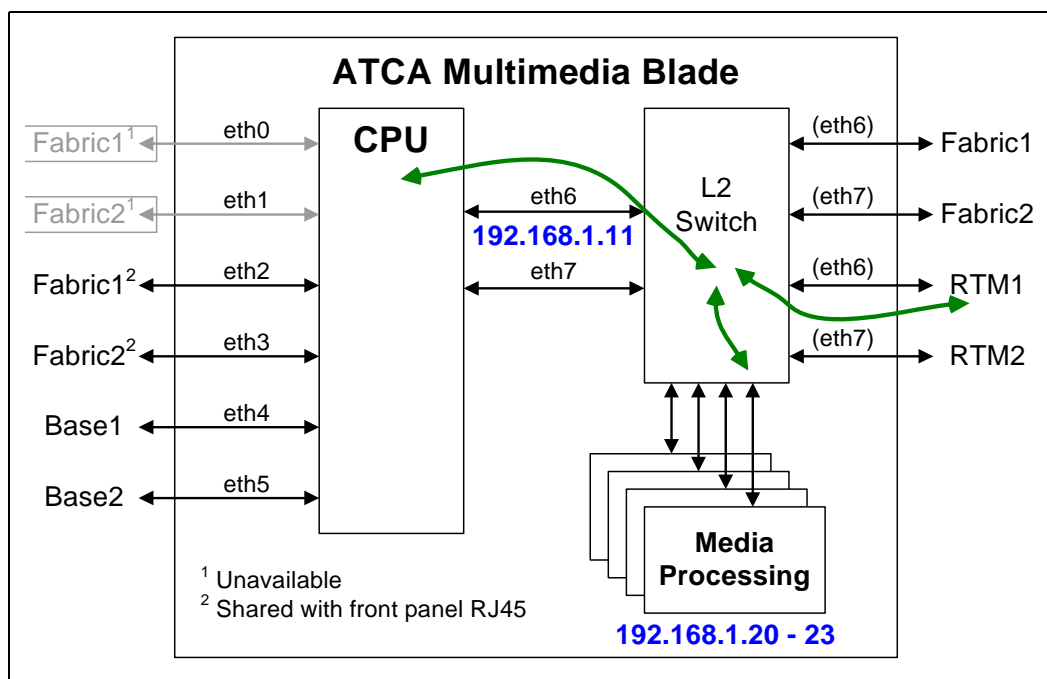 ATCA Multimedia Blade
Fabric1¹
eth0
CPU
(eth6)
Fabric1
Fabric2¹
eth1
eth6
192.168.1.11
L2
Switch
(eth7)
Fabric2
Fabric1²
eth2
eth7
(eth6)
RTM1
Fabric2²
eth3
(eth7)
RTM2
Base1
eth4
Base2
eth5
Media
Processing
192.168.1.20 - 23
¹ Unavailable
² Shared with front panel RJ45